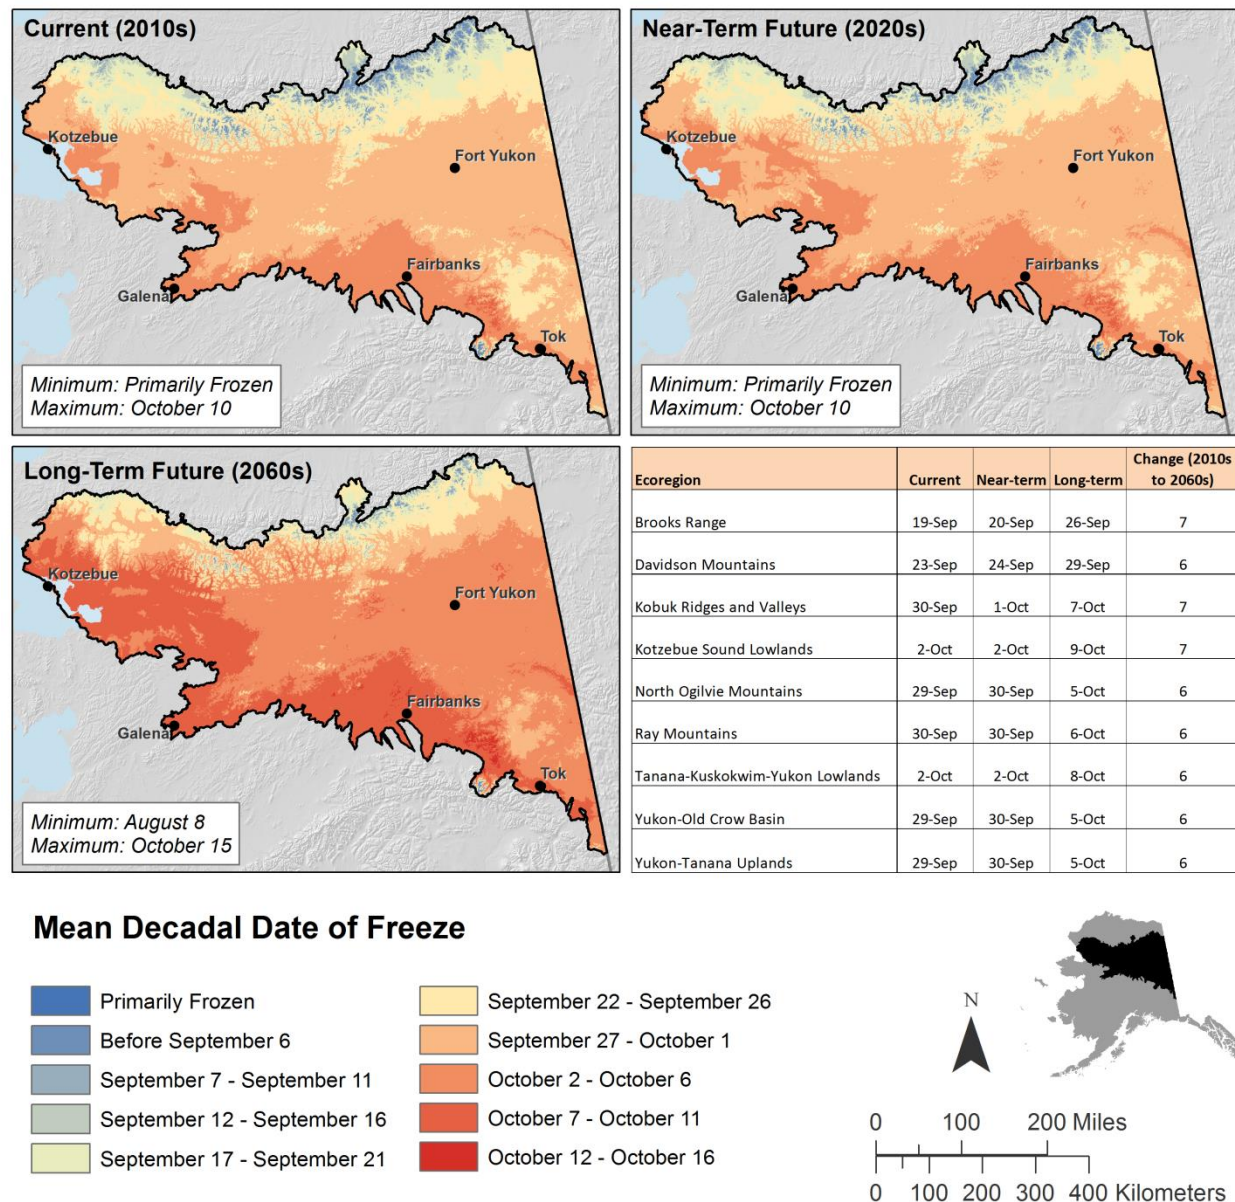 Current (2010s)
Kotzebue
Fort Yukon
Fairbanks
Galena
Tok
Minimum: Primarily Frozen
Maximum: October 10
Near-Term Future (2020s)
Kotzebue
Fort Yukon
Fairbanks
Galena
Tok
Minimum: Primarily Frozen
Maximum: October 10
Long-Term Future (2060s)
Kotzebue
Fort Yukon
Fairbanks
Galena
Tok
Minimum: August 8
Maximum: October 15
Ecoregion Current Near-term Long-term Change (2010s to 2060s)
Brooks Range 19-Sep 20-Sep 26-Sep 7
Davidson Mountains 23-Sep 24-Sep 29-Sep 6
Kobuk Ridges and Valleys 30-Sep 1-Oct 7-Oct 7
Kotzebue Sound Lowlands 2-Oct 2-Oct 9-Oct 7
North Ogilvie Mountains 29-Sep 30-Sep 5-Oct 6
Ray Mountains 30-Sep 30-Sep 6-Oct 6
Tanana-Kuskokwim-Yukon Lowlands 2-Oct 2-Oct 8-Oct 6
Yukon-Old Crow Basin 29-Sep 30-Sep 5-Oct 6
Yukon-Tanana Uplands 29-Sep 30-Sep 5-Oct 6
Mean Decadal Date of Freeze
Primarily Frozen
Before September 6
September 7 - September 11
September 12 - September 16
September 17 - September 21
September 22 - September 26
September 27 - October 1
October 2 - October 6
October 7 - October 11
October 12 - October 16
N
0 100 200 Miles
0 100 200 300 400 Kilometers